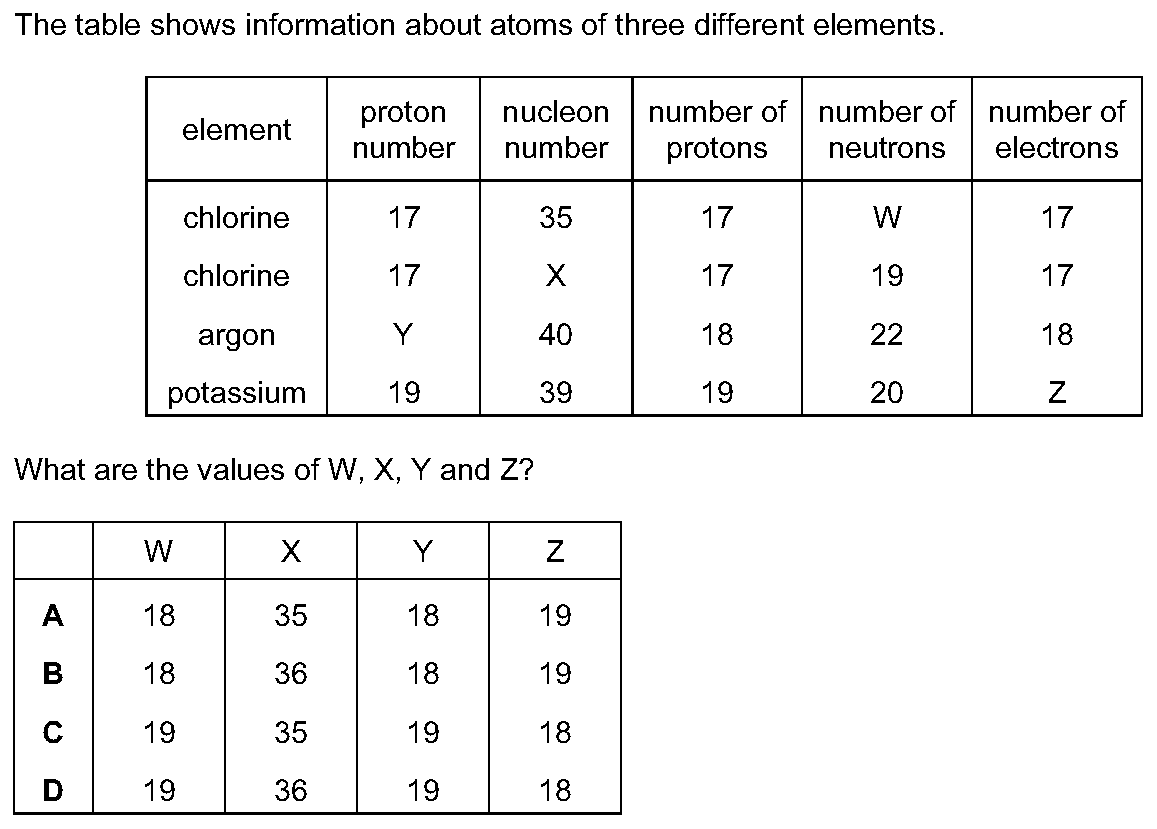 The table shows information about atoms of three different elements.
element proton number nucleon number number of protons number of neutrons number of electrons
chlorine 17 35 17 W 17
chlorine 17 X 17 19 17
argon Y 40 18 22 18
potassium 19 39 19 20 Z
What are the values of W, X, Y and Z?
W X Y Z
A 18 35 18 19
B 18 36 18 19
C 19 35 19 18
D 19 36 19 18